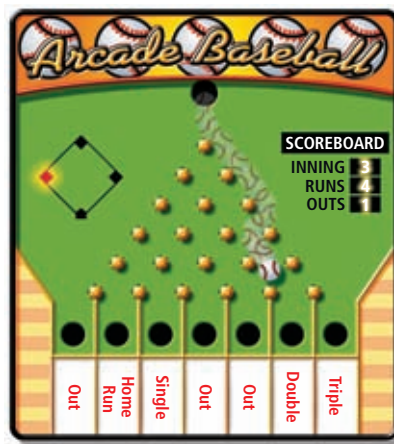 Arcade Baseball
SCOREBOARD
INNING 3
RUNS 4
OUTS 1
Out
Home
Run
Single
Out
Out
Double
Triple